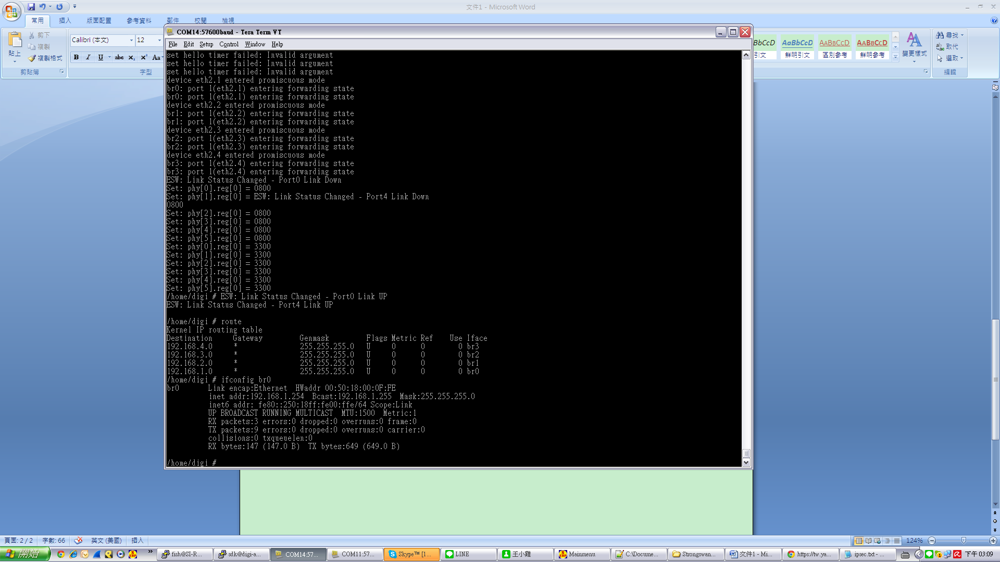 文件1 - Microsoft Word
常用 插入 版面配置 參考資料 郵件 校閱 檢視
剪下
複製
複製格式
貼上
剪貼簿
Calibri (本文) 12
B I U abc x₂ x² Aa
字型
BbCcD AaBbCcD AABBCCD AABBCCD
引文 鮮明引文 區別參考 鮮明參考
變更樣式
尋找
取代
選取
編輯
COM14:57600baud - Tera Term VT
File Edit Setup Control Window Help
set hello timer failed: Invalid argument
set hello timer failed: Invalid argument
set hello timer failed: Invalid argument
device eth2.1 entered promiscuous mode
br0: port 1(eth2.1) entering forwarding state
br0: port 1(eth2.1) entering forwarding state
device eth2.2 entered promiscuous mode
br1: port 1(eth2.2) entering forwarding state
br1: port 1(eth2.2) entering forwarding state
device eth2.3 entered promiscuous mode
br2: port 1(eth2.3) entering forwarding state
br2: port 1(eth2.3) entering forwarding state
device eth2.4 entered promiscuous mode
br3: port 1(eth2.4) entering forwarding state
br3: port 1(eth2.4) entering forwarding state
ESW: Link Status Changed - Port0 Link Down
Set: phy[0].reg[0] = 0800
Set: phy[1].reg[0] = ESW: Link Status Changed - Port4 Link Down
0800
Set: phy[2].reg[0] = 0800
Set: phy[3].reg[0] = 0800
Set: phy[4].reg[0] = 0800
Set: phy[5].reg[0] = 0800
Set: phy[0].reg[0] = 3300
Set: phy[1].reg[0] = 3300
Set: phy[2].reg[0] = 3300
Set: phy[3].reg[0] = 3300
Set: phy[4].reg[0] = 3300
Set: phy[5].reg[0] = 3300
/home/digi # ESW: Link Status Changed - Port0 Link UP
ESW: Link Status Changed - Port4 Link UP
/home/digi # route
Kernel IP routing table
Destination Gateway Genmask Flags Metric Ref Use Iface
192.168.4.0 * 255.255.255.0 U 0 0 0 br3
192.168.3.0 * 255.255.255.0 U 0 0 0 br2
192.168.2.0 * 255.255.255.0 U 0 0 0 br1
192.168.1.0 * 255.255.255.0 U 0 0 0 br0
/home/digi # ifconfig br0
br0 Link encap:Ethernet HWaddr 00:50:18:00:0F:FE
inet addr:192.168.1.254 Bcast:192.168.1.255 Mask:255.255.255.0
inet6 addr: fe80::250:18ff:fe00:ffe/64 Scope:Link
UP BROADCAST RUNNING MULTICAST MTU:1500 Metric:1
RX packets:3 errors:0 dropped:0 overruns:0 frame:0
TX packets:9 errors:0 dropped:0 overruns:0 carrier:0
collisions:0 txqueuelen:0
RX bytes:147 (147.0 B) TX bytes:649 (649.0 B)
/home/digi #
頁面: 2 / 2 字數: 66 英文 (美國) 插入 124%
開始 fish@SI-R... sdk@digi-a... COM14:57... COM11:57... Skype™ [1... LINE 王小雞 Mainmenu C:\Docume... Strongswan... 文件1 - Mi... https://tw.ya... ipsec.txt - ... 下午 03:09